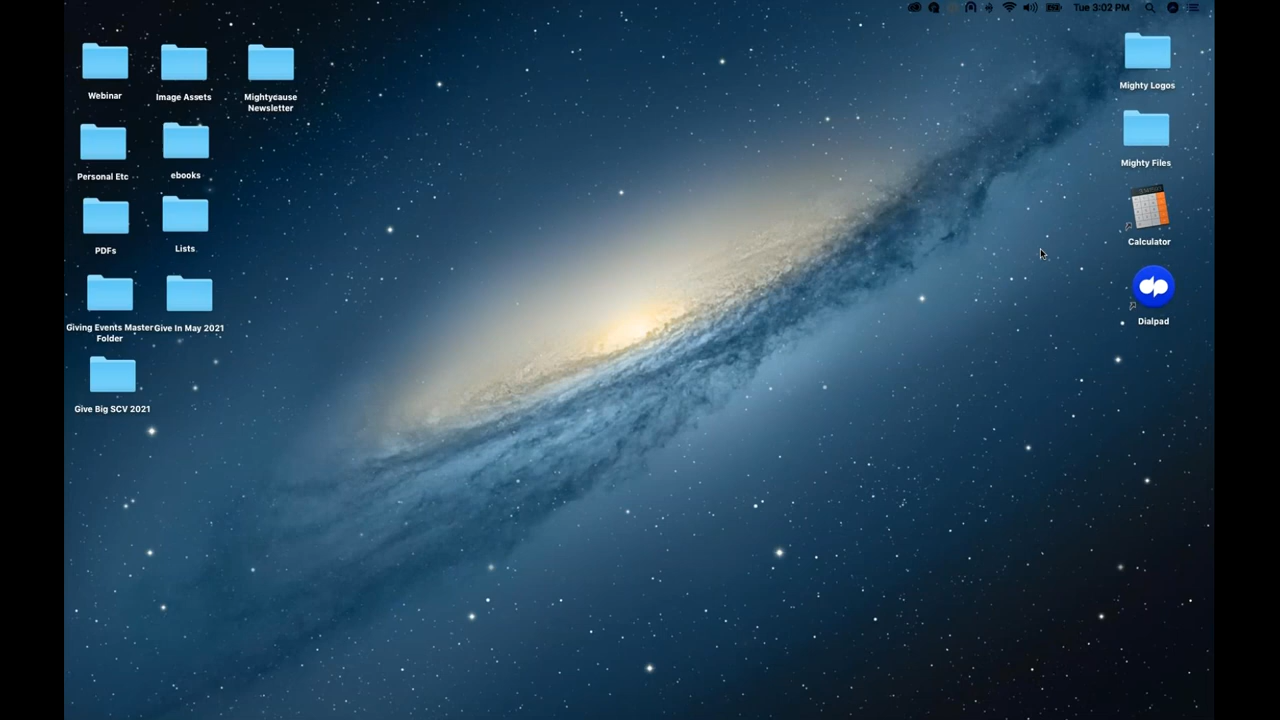 Tue 3:02 PM
Webinar
Image Assets
Mightycause
Newsletter
Mighty Logos
Personal Etc
ebooks
Mighty Files
PDFs
Lists
Calculator
Giving Events Master
Folder
Give In May 2021
Dialpad
Give Big SCV 2021